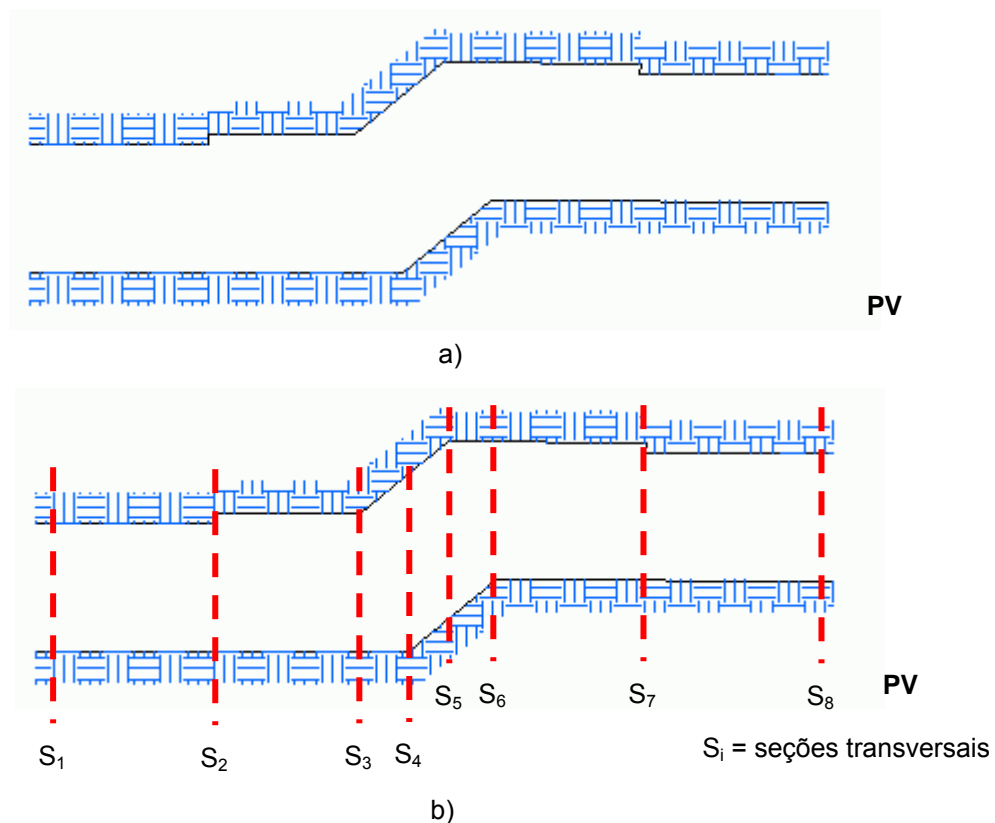 PV
a)
S₅ S₆ S₇ S₈ PV
S₁ S₂ S₃ S₄ Sᵢ = seções transversais
b)